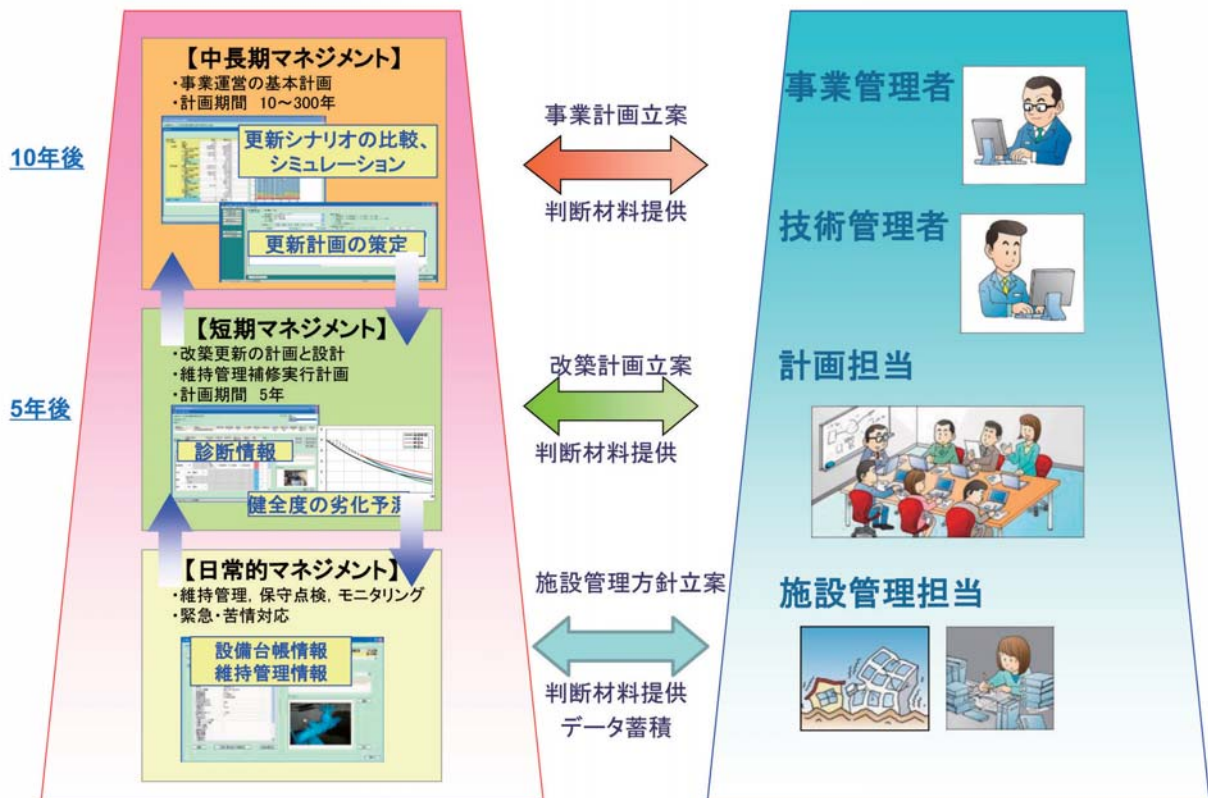 【中長期マネジメント】
・事業運営の基本計画
・計画期間 10～300年
更新シナリオの比較、
シミュレーション
更新計画の策定
10年後
【短期マネジメント】
・改築更新の計画と設計
・維持管理補修実行計画
・計画期間 5年
診断情報
健全度の劣化予測
5年後
【日常的マネジメント】
・維持管理，保守点検，モニタリング
・緊急・苦情対応
設備台帳情報
維持管理情報
事業計画立案
判断材料提供
改築計画立案
判断材料提供
施設管理方針立案
判断材料提供
データ蓄積
事業管理者
技術管理者
計画担当
施設管理担当